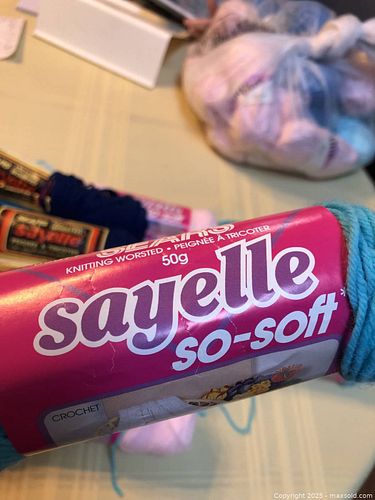 KNITTING WORSTED • PEIGNÉE À TRICOTER
50g
sayelle
so-soft
CROCHET
Copyright 2025 - maxsold.com